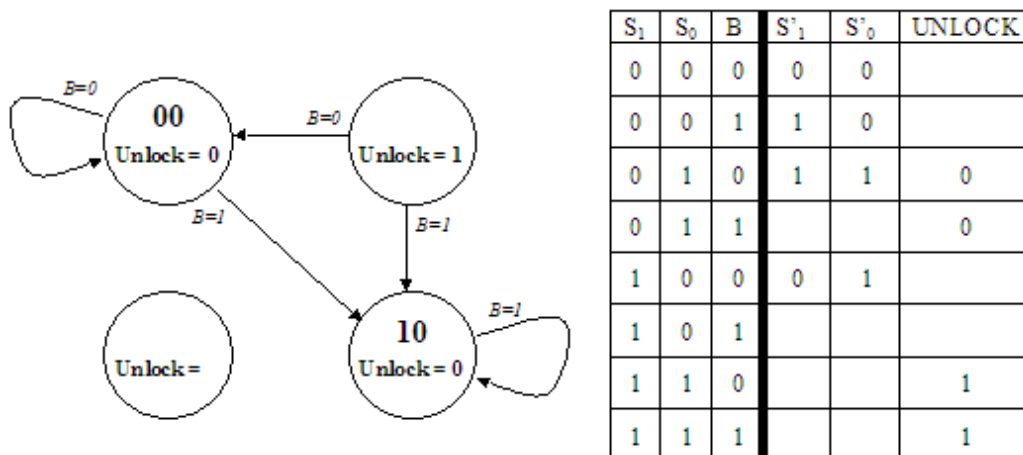 B=0
00
Unlock = 0
B=0
Unlock = 1
B=1
B=1
Unlock =
10
Unlock = 0
B=1
S₁ S₀ B S'₁ S'₀ UNLOCK
0 0 0 0 0
0 0 1 1 0
0 1 0 1 1 0
0 1 1 0
1 0 0 0 1
1 0 1
1 1 0 1
1 1 1 1